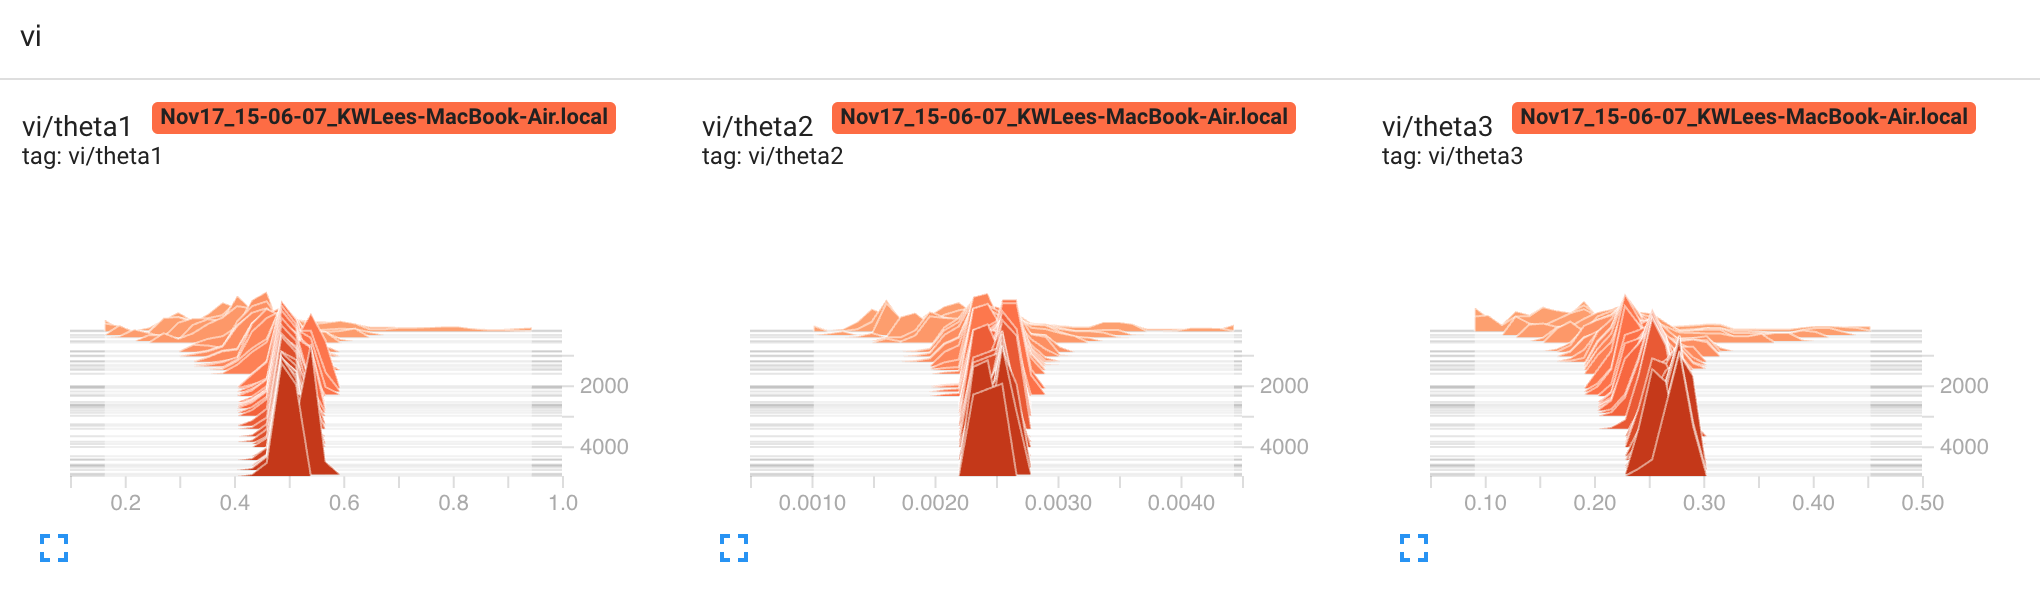 vi
vi/theta1 Nov17_15-06-07_KWLees-MacBook-Air.local
tag: vi/theta1
2000
4000
0.2 0.4 0.6 0.8 1.0
vi/theta2 Nov17_15-06-07_KWLees-MacBook-Air.local
tag: vi/theta2
2000
4000
0.0010 0.0020 0.0030 0.0040
vi/theta3 Nov17_15-06-07_KWLees-MacBook-Air.local
tag: vi/theta3
2000
4000
0.10 0.20 0.30 0.40 0.50